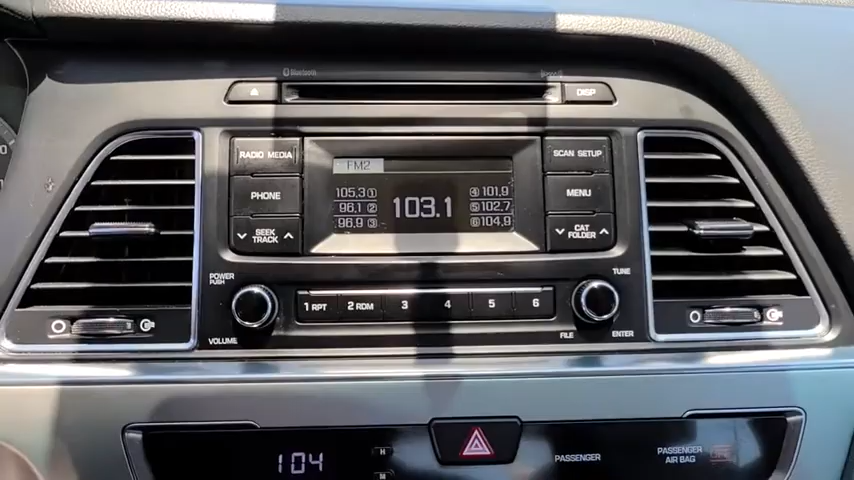 Bluetooth
DISP
RADIO MEDIA
SCAN SETUP
FM2
PHONE
MENU
105.3 1
4 101.9
96.1 2
103.1
5 102.7
96.9 3
6 104.9
SEEK
TRACK
CAT
FOLDER
POWER
PUSH
TUNE
1 RPT
2 RDM
3
4
5
6
VOLUME
FILE
ENTER
104
H
PASSENGER
PASSENGER
AIR BAG